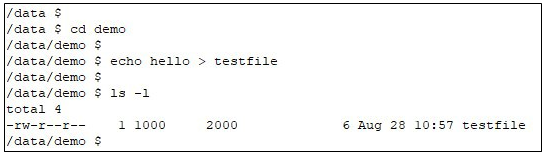 /data $
/data $ cd demo
/data/demo $
/data/demo $ echo hello > testfile
/data/demo $
/data/demo $ ls -l
total 4
-rw-r--r--    1 1000     2000             6 Aug 28 10:57 testfile
/data/demo $